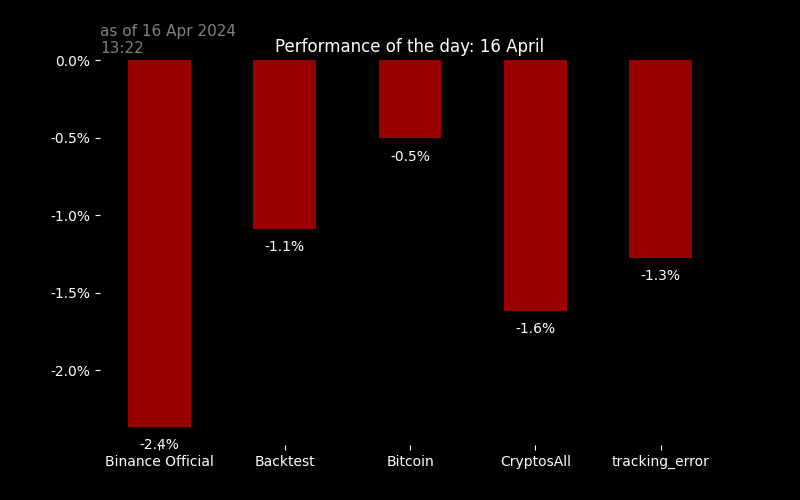 as of 16 Apr 2024
13:22
Performance of the day: 16 April
0.0%
-0.5%
-1.0%
-1.5%
-2.0%
-2.4%
-1.1%
-0.5%
-1.6%
-1.3%
Binance Official
Backtest
Bitcoin
CryptosAll
tracking_error